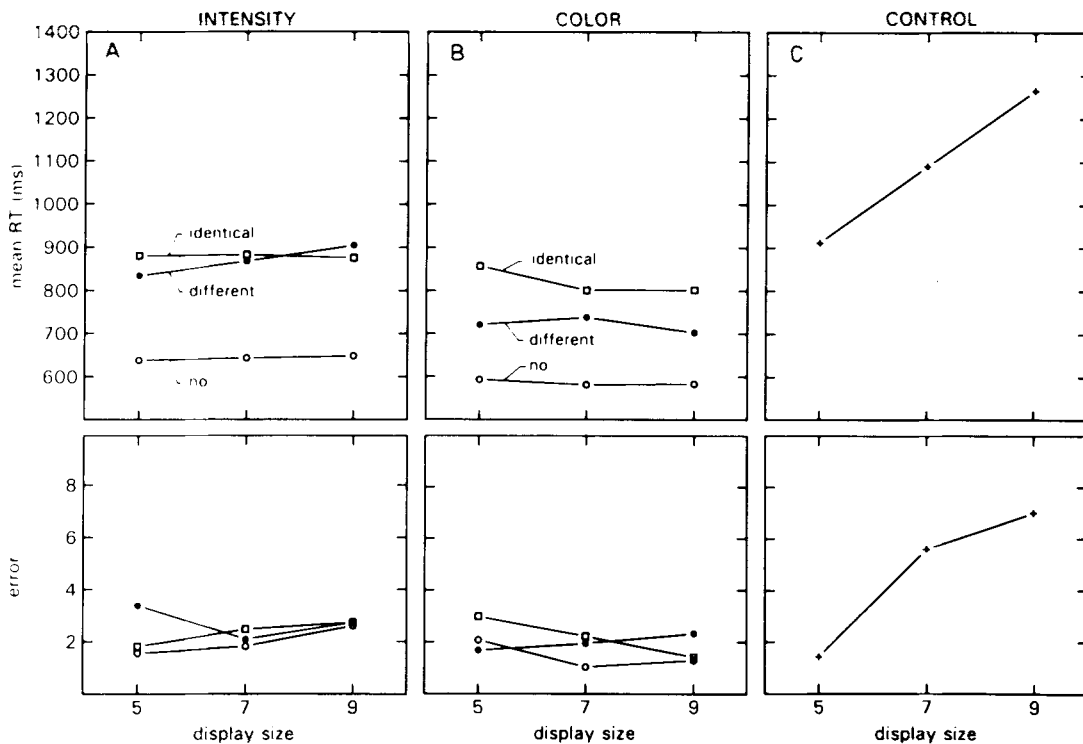 INTENSITY COLOR CONTROL
A B C
1400
1300
1200
1100
1000
900
800
700
600
mean RT (ms)
identical
different
no
identical
different
no
8
6
4
2
error
5 7 9 5 7 9 5 7 9
display size display size display size